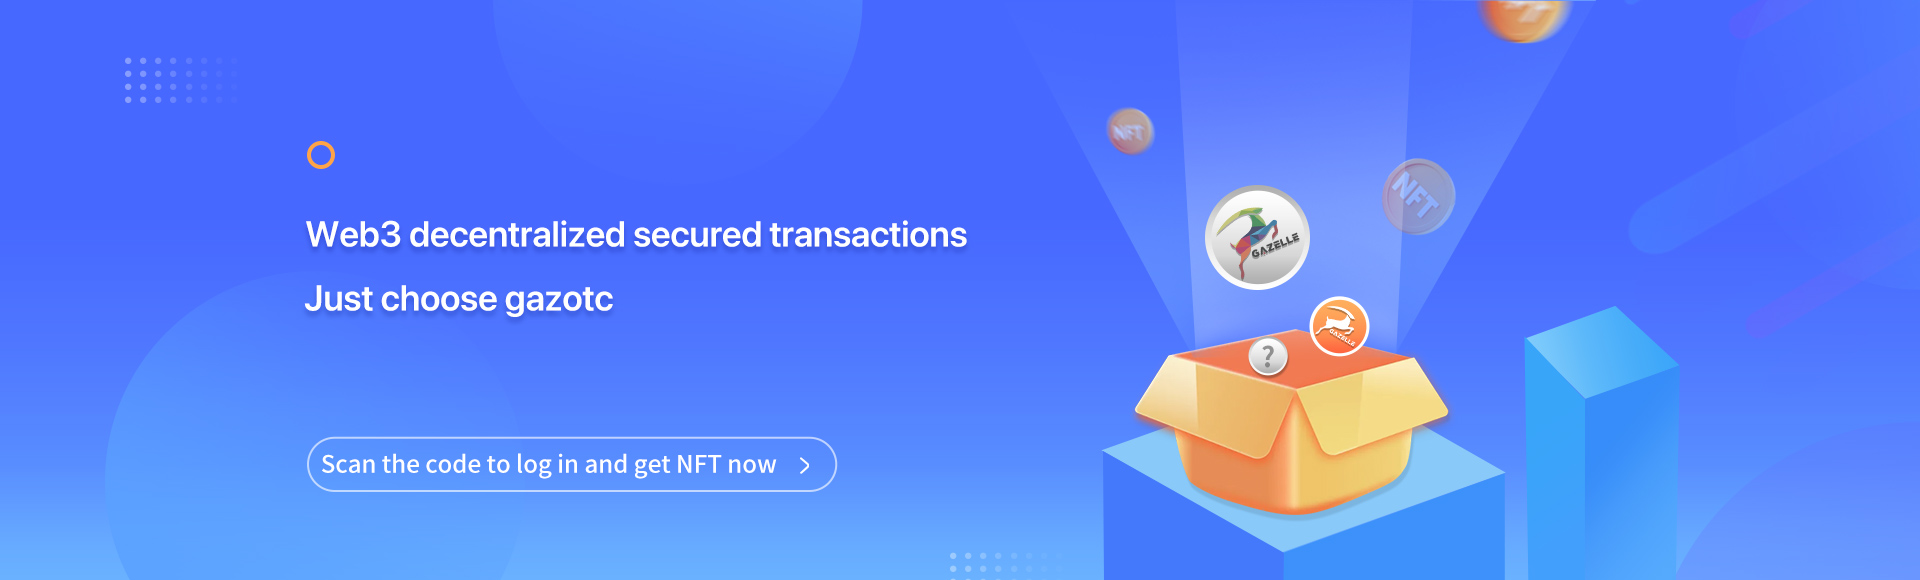 NFT
NFT
Web3 decentralized secured transactions
GAZELLE
Just choose gazotc
GAZELLE
?
Scan the code to log in and get NFT now >